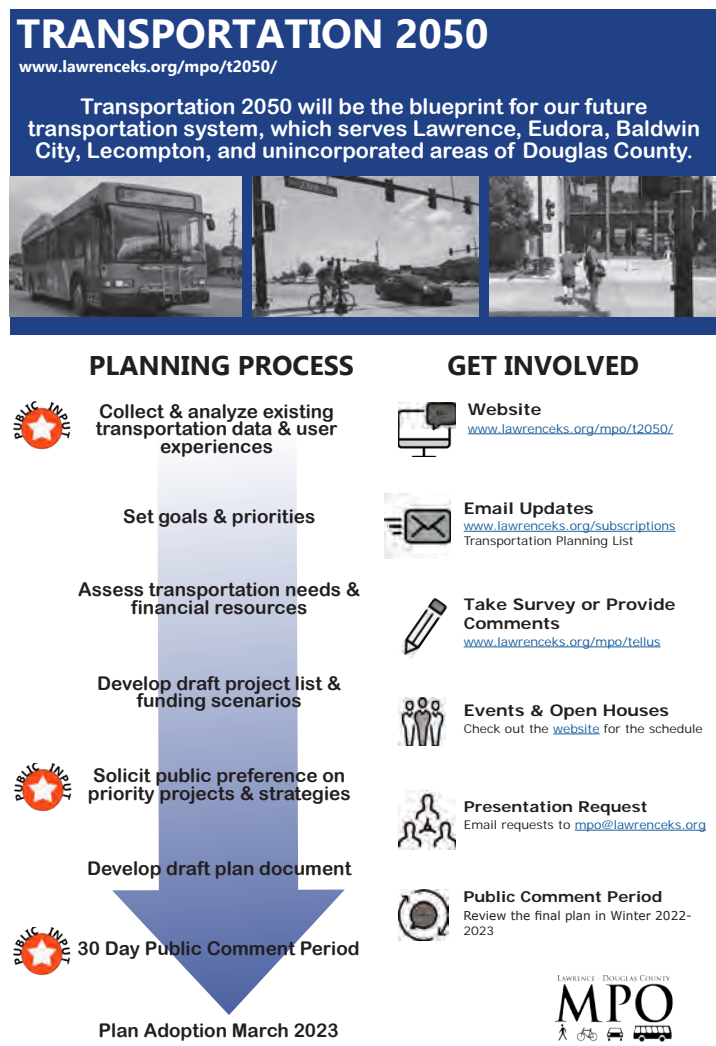 TRANSPORTATION 2050
www.lawrenceks.org/mpo/t2050/
Transportation 2050 will be the blueprint for our future
transportation system, which serves Lawrence, Eudora, Baldwin
City, Lecompton, and unincorporated areas of Douglas County.
PLANNING PROCESS
PUBLIC INPUT
Collect & analyze existing
transportation data & user
experiences
Set goals & priorities
Assess transportation needs &
financial resources
Develop draft project list &
funding scenarios
PUBLIC INPUT
Solicit public preference on
priority projects & strategies
Develop draft plan document
PUBLIC INPUT
30 Day Public Comment Period
Plan Adoption March 2023
GET INVOLVED
Website
www.lawrenceks.org/mpo/t2050/
Email Updates
www.lawrenceks.org/subscriptions
Transportation Planning List
Take Survey or Provide
Comments
www.lawrenceks.org/mpo/tellus
Events & Open Houses
Check out the website for the schedule
Presentation Request
Email requests to mpo@lawrenceks.org
Public Comment Period
Review the final plan in Winter 2022-
2023
LAWRENCE - DOUGLAS COUNTY
MPO